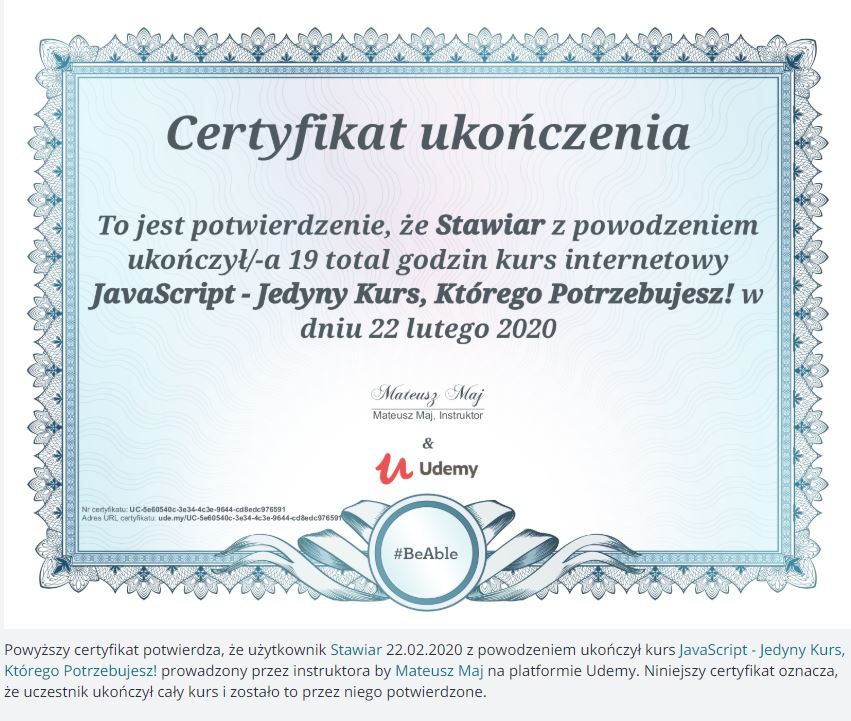 Certyfikat ukończenia
To jest potwierdzenie, że Stawiar z powodzeniem
ukończył/-a 19 total godzin kurs internetowy
JavaScript - Jedyny Kurs, Którego Potrzebujesz! w
dniu 22 lutego 2020
Mateusz Maj
Mateusz Maj, Instruktor
&
Udemy
Nr certyfikatu: UC-5e60540c-3e34-4c3e-9644-cd8edc976591
Adres URL certyfikatu: ude.my/UC-5e60540c-3e34-4c3e-9644-cd8edc976591
#BeAble
Powyższy certyfikat potwierdza, że użytkownik Stawiar 22.02.2020 z powodzeniem ukończył kurs JavaScript - Jedyny Kurs,
Którego Potrzebujesz! prowadzony przez instruktora by Mateusz Maj na platformie Udemy. Niniejszy certyfikat oznacza,
że uczestnik ukończył cały kurs i zostało to przez niego potwierdzone.